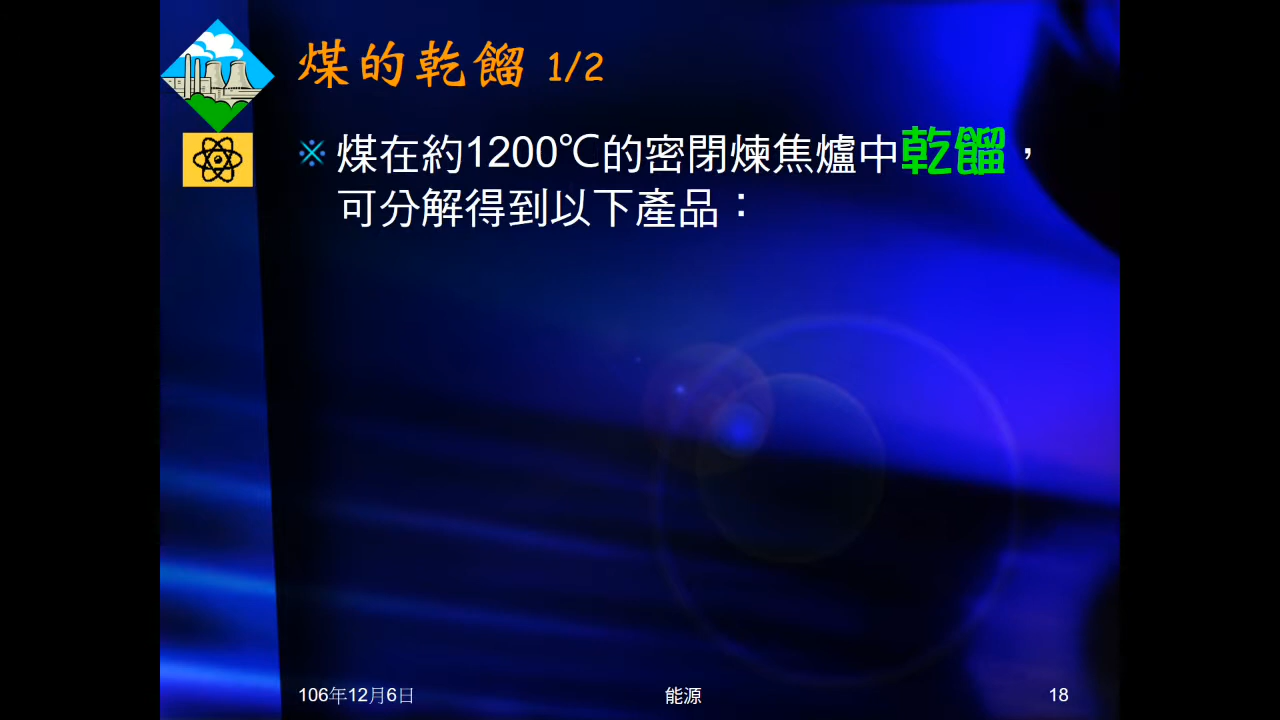 煤的乾餾 1/2
※煤在約1200℃的密閉煉焦爐中乾餾，
可分解得到以下產品：
106年12月6日 能源 18